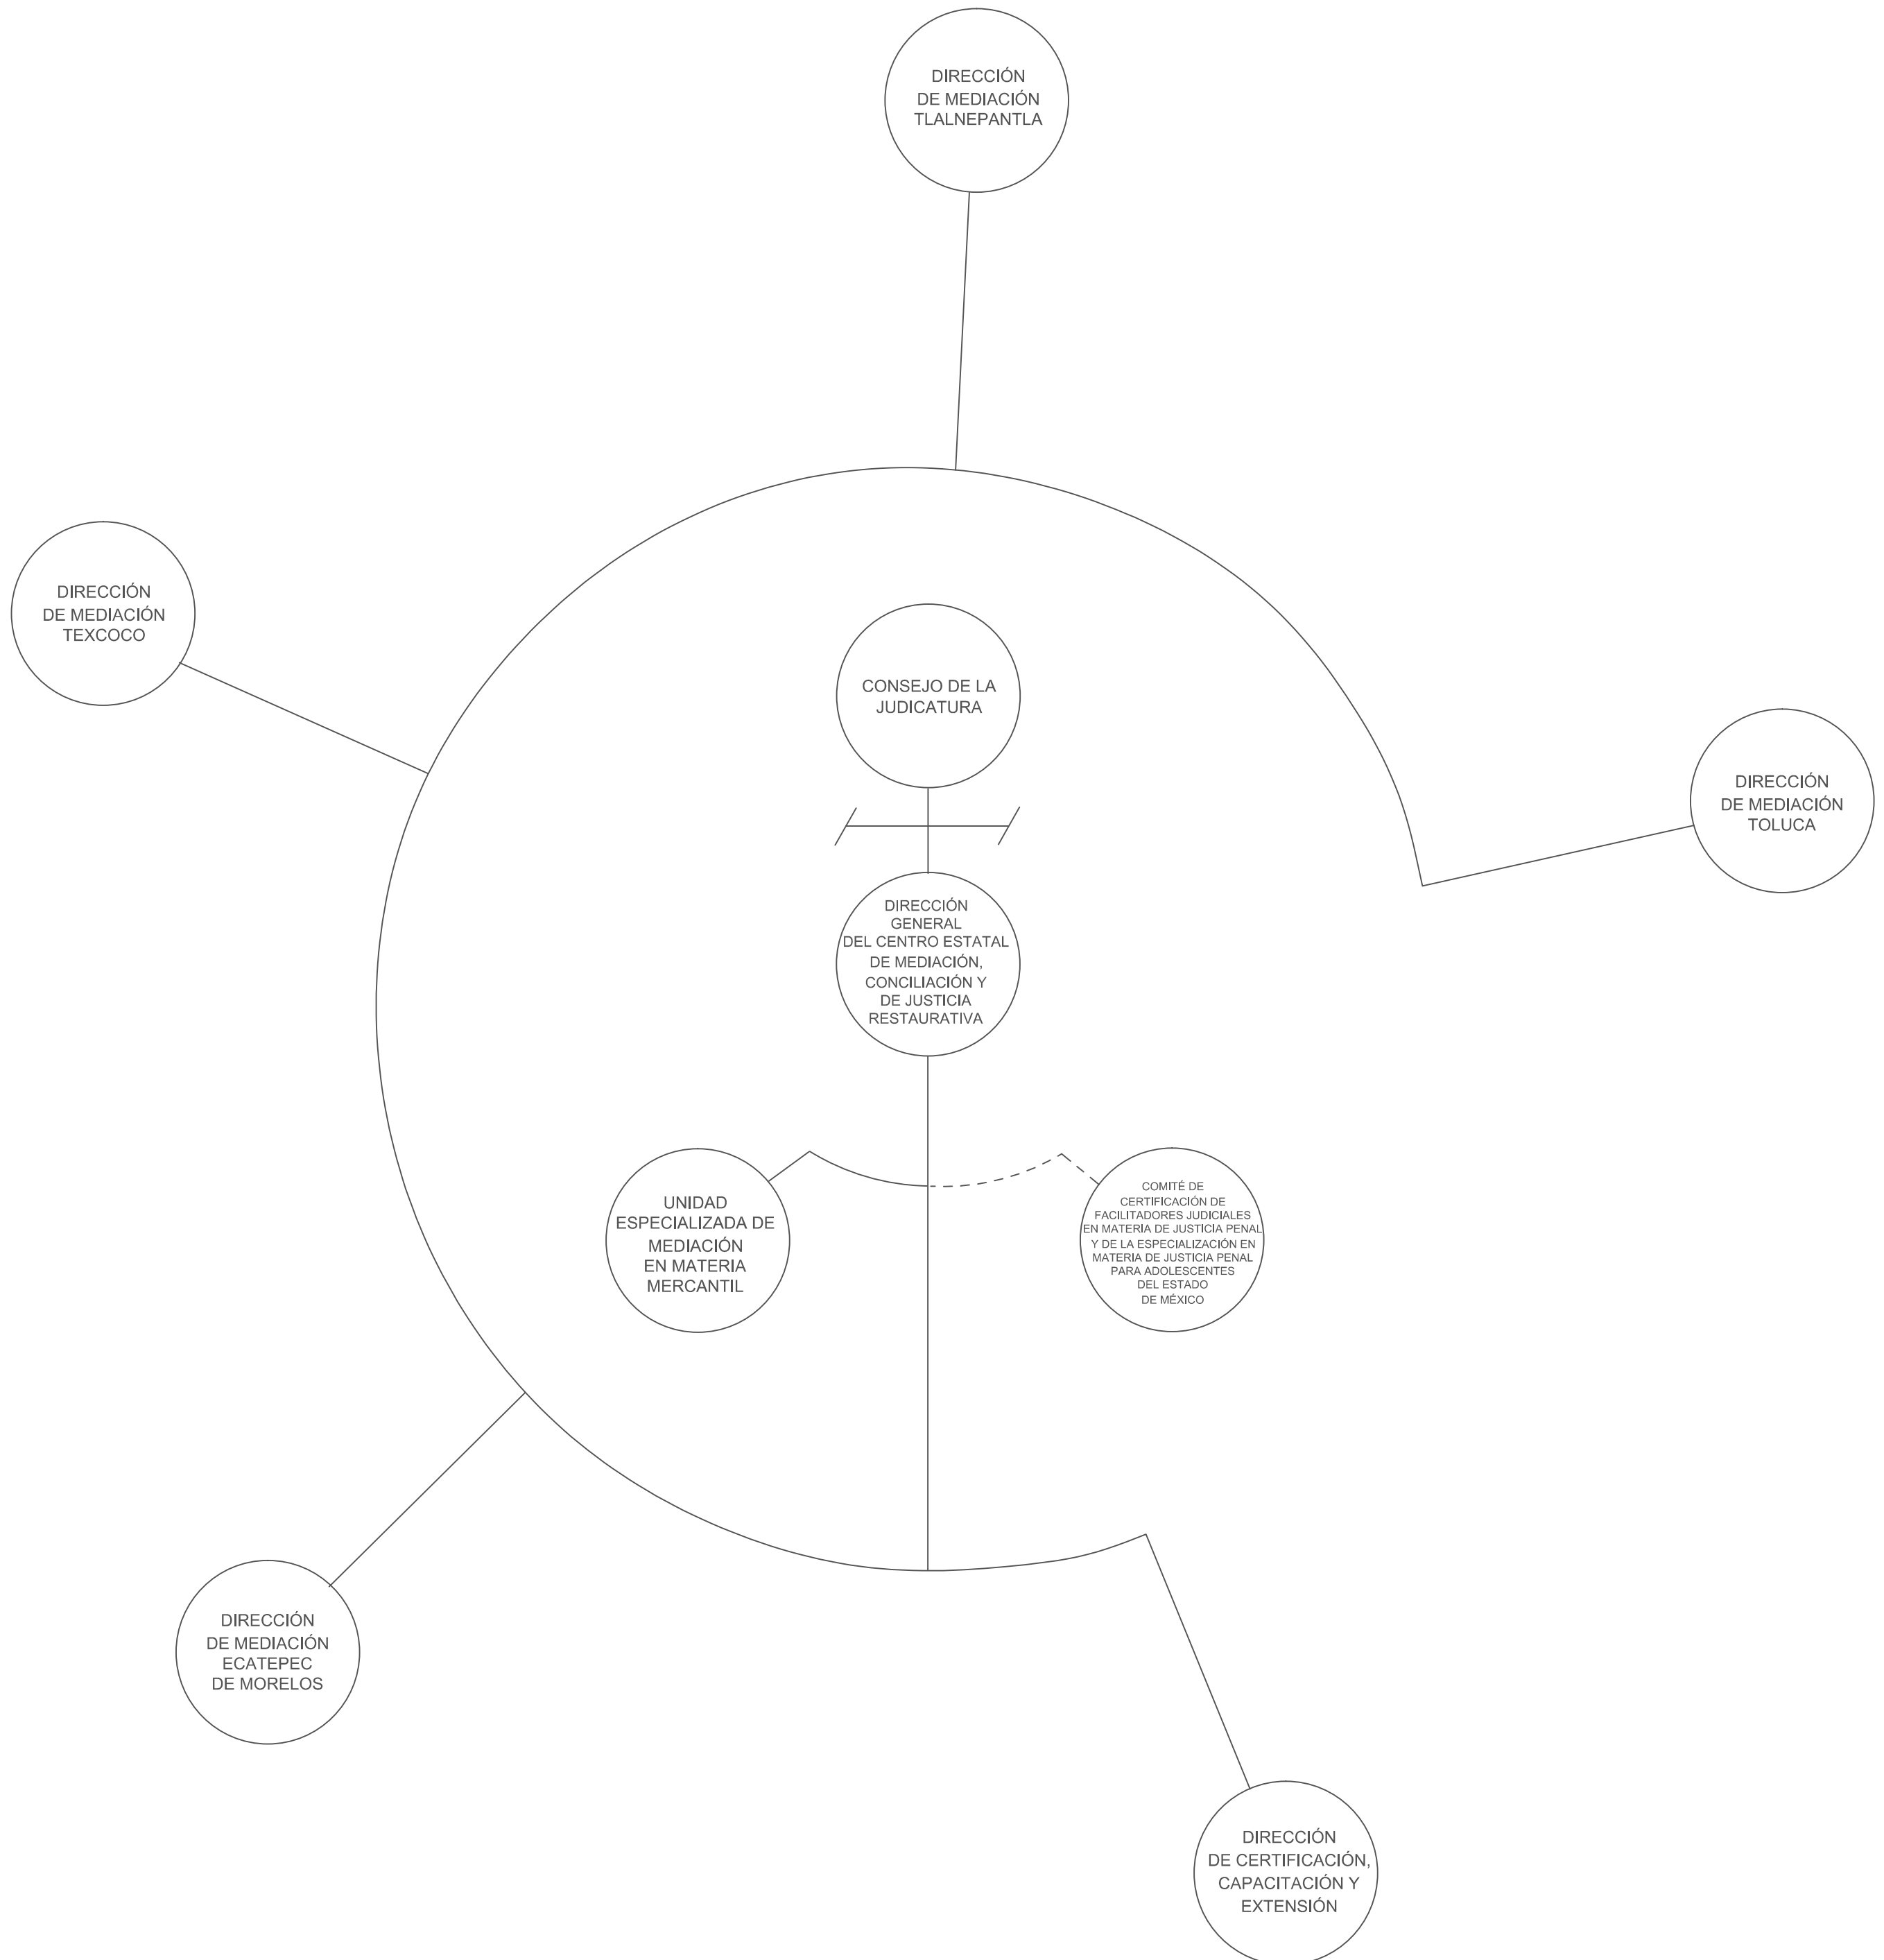 DIRECCIÓN
DE MEDIACIÓN
TLALNEPANTLA
DIRECCIÓN
DE MEDIACIÓN
TEXCOCO
CONSEJO DE LA
JUDICATURA
DIRECCIÓN
DE MEDIACIÓN
TOLUCA
DIRECCIÓN
GENERAL
DEL CENTRO ESTATAL
DE MEDIACIÓN,
CONCILIACIÓN Y
DE JUSTICIA
RESTAURATIVA
UNIDAD
ESPECIALIZADA DE
MEDIACIÓN
EN MATERIA
MERCANTIL
COMITÉ DE
CERTIFICACIÓN DE
FACILITADORES JUDICIALES
EN MATERIA DE JUSTICIA PENAL
Y DE LA ESPECIALIZACIÓN EN
MATERIA DE JUSTICIA PENAL
PARA ADOLESCENTES
DEL ESTADO
DE MÉXICO
DIRECCIÓN
DE MEDIACIÓN
ECATEPEC
DE MORELOS
DIRECCIÓN
DE CERTIFICACIÓN,
CAPACITACIÓN Y
EXTENSIÓN